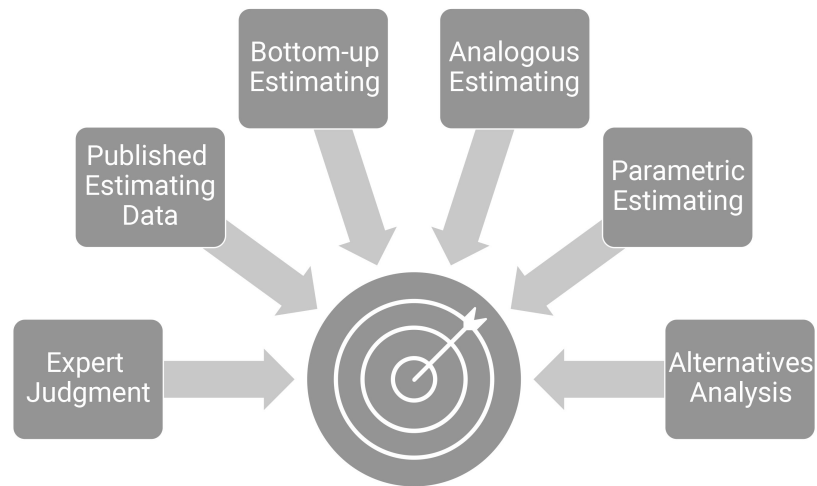 Bottom-up
Estimating
Analogous
Estimating
Published
Estimating
Data
Parametric
Estimating
Expert
Judgment
Alternatives
Analysis